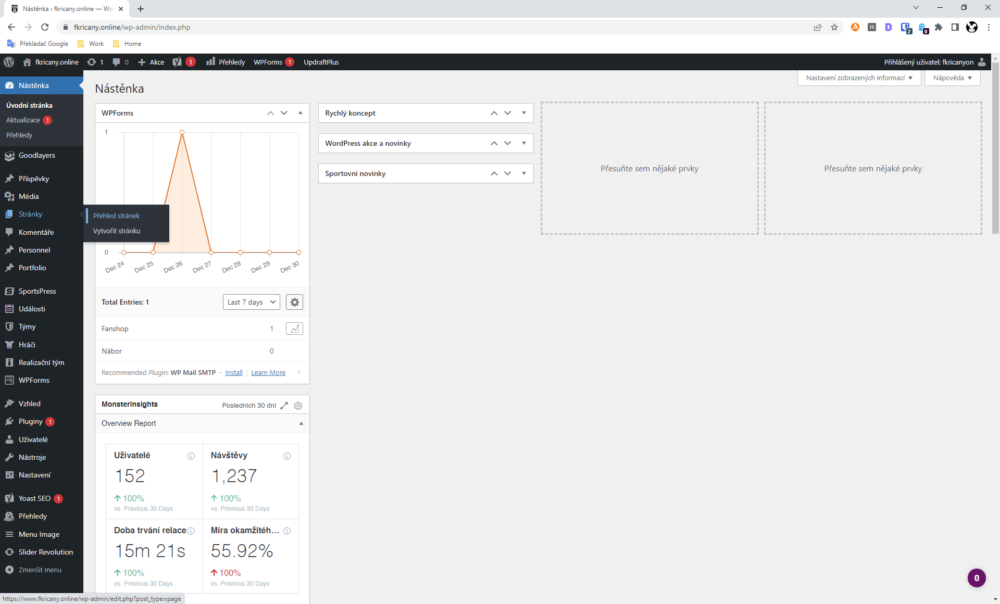 Nástěnka ‹ fkricany.online — Wo
fkricany.online/wp-admin/index.php
H
2
0
Překladač Google
Work
Home
fkricany.online
1
0
Akce
1
Přehledy
WPForms
1
UpdraftPlus
Přihlášený uživatel: fkricanyon
Nástěnka
Úvodní stránka
Aktualizace 1
Přehledy
Goodlayers
Příspěvky
Média
Stránky
Komentáře
Personnel
Portfolio
SportsPress
Události
Týmy
Hráči
Realizační tým
WPForms
Vzhled
Pluginy 1
Uživatelé
Nástroje
Nastavení
Yoast SEO 1
Přehledy
Menu Image
Slider Revolution
Zmenšit menu
Přehled stránek
Vytvořit stránku
Nastavení zobrazených informací
Nápověda
Nástěnka
WPForms
1
0
Dec 24
Dec 25
Dec 26
Dec 27
Dec 28
Dec 29
Dec 30
Total Entries: 1
Last 7 days
Fanshop
1
Nábor
0
Recommended Plugin: WP Mail SMTP - Install | Learn More
MonsterInsights
Posledních 30 dní
Overview Report
Uživatelé
152
100%
vs. Previous 30 Days
Návštěvy
1,237
100%
vs. Previous 30 Days
Doba trvání relace
15m 21s
100%
vs. Previous 30 Days
Míra okamžitéh...
55.92%
100%
vs. Previous 30 Days
Rychlý koncept
WordPress akce a novinky
Sportovní novinky
Přesuňte sem nějaké prvky
Přesuňte sem nějaké prvky
0
https://www.fkricany.online/wp-admin/edit.php?post_type=page